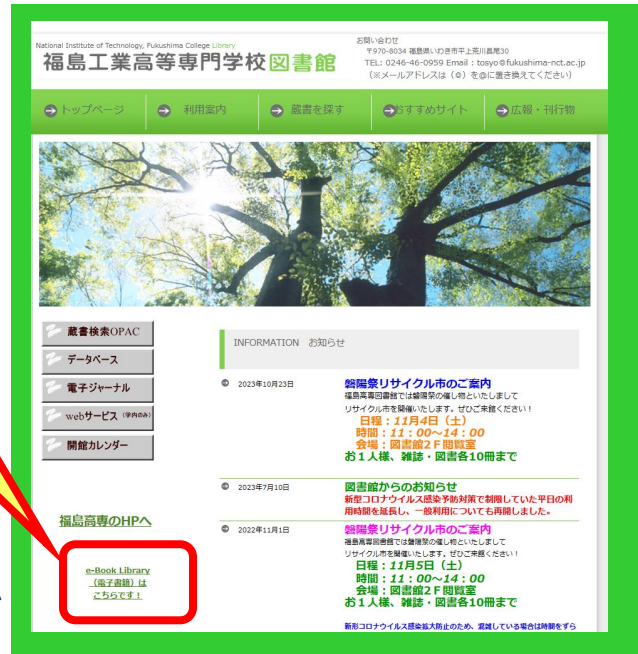 National Institute of Technology, Fukushima College Library
福島工業高等専門学校図書館
お問い合わせ
〒970-8034 福島県いわき市平上荒川長尾30
TEL: 0246-46-0959 Email : tosyo⊚fukushima-nct.ac.jp
(※メールアドレスは（⊚）を@に置き換えてください)
トップページ
利用案内
蔵書を探す
おすすめサイト
広報・刊行物
蔵書検索OPAC
データベース
電子ジャーナル
webサービス（学内のみ）
開館カレンダー
福島高専のHPへ
e-Book Library
（電子書籍）は
こちらです！
INFORMATION お知らせ
2023年10月23日
磐陽祭リサイクル市のご案内
福島高専図書館では磐陽祭の催し物といたしまして
リサイクル市を開催いたします。ぜひご来館ください！
日程：11月4日（土）
時間：11：00～14：00
会場：図書館2Ｆ閲覧室
お１人様、雑誌・図書各10冊まで
2023年7月10日
図書館からのお知らせ
新型コロナウイルス感染予防対策で制限していた平日の利
用時間を延長し、一般利用についても再開しました。
2022年11月1日
磐陽祭リサイクル市のご案内
福島高専図書館では磐陽祭の催し物といたしまして
リサイクル市を開催いたします。ぜひご来館ください！
日程：11月5日（土）
時間：11：00～14：00
会場：図書館2Ｆ閲覧室
お１人様、雑誌・図書各10冊まで
新形コロナウイルス感染拡大防止のため、混雑している場合は時間をずら